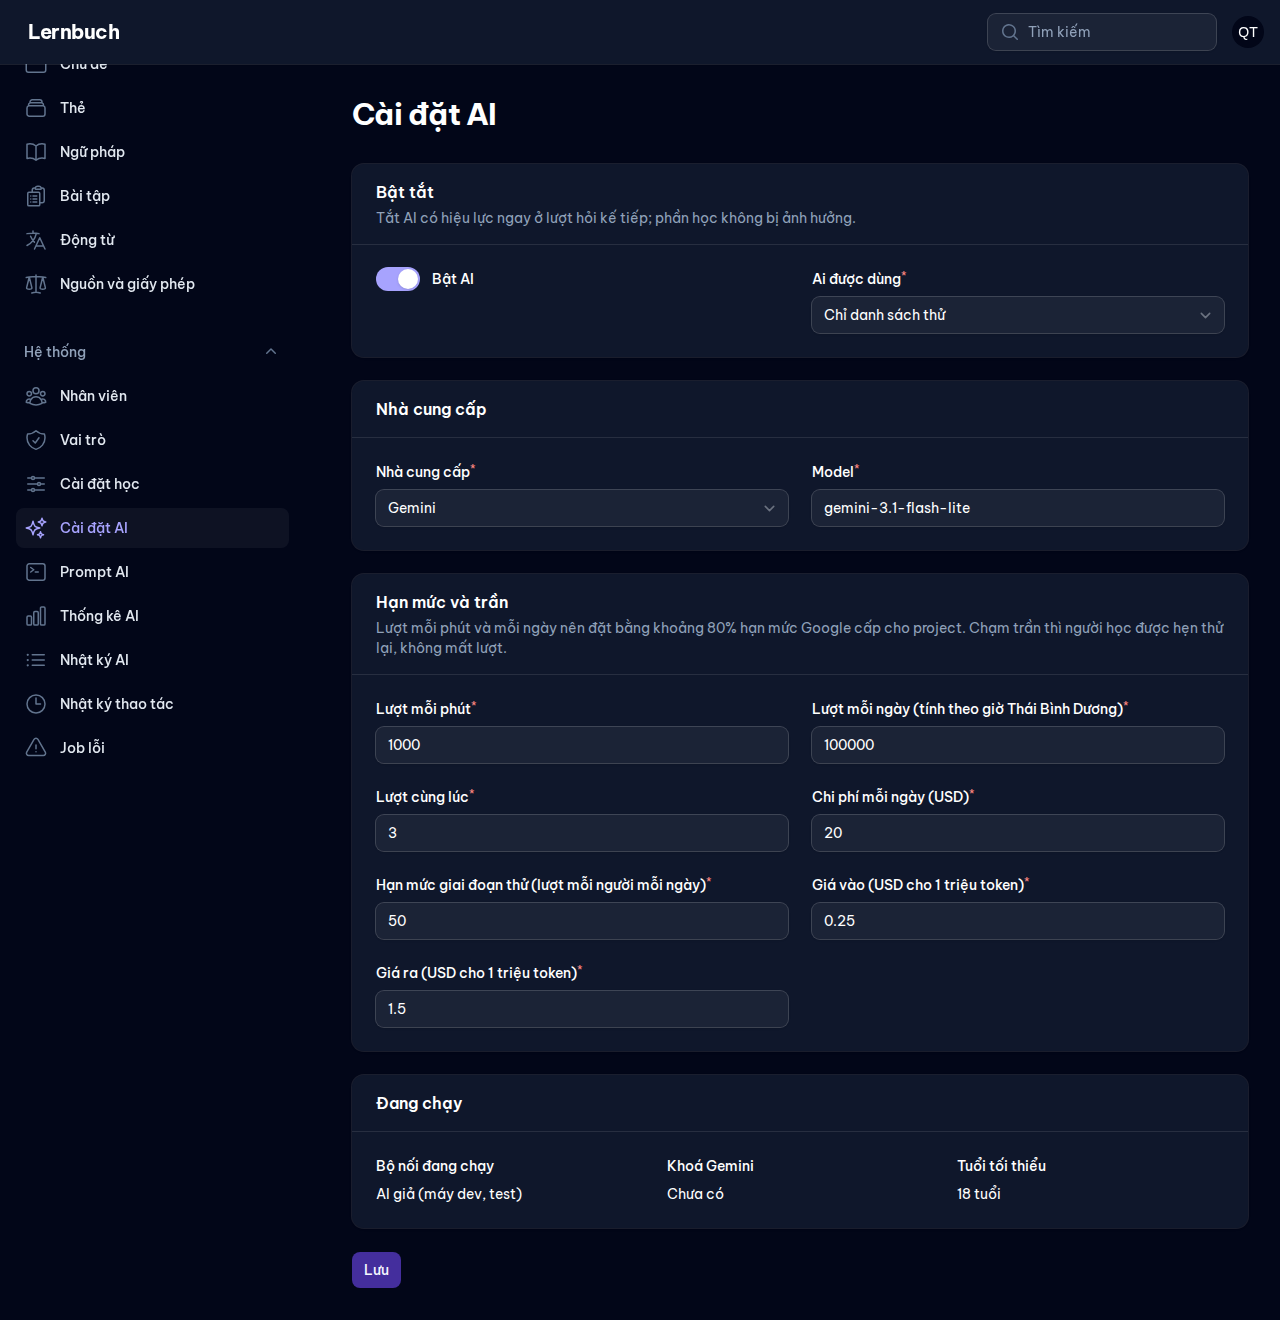 Lernbuch
Tìm kiếm
QT
Chủ đề
Thẻ
Ngữ pháp
Bài tập
Động từ
Nguồn và giấy phép
Hệ thống
Nhân viên
Vai trò
Cài đặt học
Cài đặt AI
Prompt AI
Thống kê AI
Nhật ký AI
Nhật ký thao tác
Job lỗi
Cài đặt AI
Bật tắt
Tắt AI có hiệu lực ngay ở lượt hỏi kế tiếp; phần học không bị ảnh hưởng.
Bật AI
Ai được dùng*
Chỉ danh sách thử
Nhà cung cấp
Nhà cung cấp*
Gemini
Model*
gemini-3.1-flash-lite
Hạn mức và trần
Lượt mỗi phút và mỗi ngày nên đặt bằng khoảng 80% hạn mức Google cấp cho project. Chạm trần thì người học được hẹn thử
lại, không mất lượt.
Lượt mỗi phút*
1000
Lượt mỗi ngày (tính theo giờ Thái Bình Dương)*
100000
Lượt cùng lúc*
3
Chi phí mỗi ngày (USD)*
20
Hạn mức giai đoạn thử (lượt mỗi người mỗi ngày)*
50
Giá vào (USD cho 1 triệu token)*
0.25
Giá ra (USD cho 1 triệu token)*
1.5
Đang chạy
Bộ nối đang chạy
AI giả (máy dev, test)
Khoá Gemini
Chưa có
Tuổi tối thiểu
18 tuổi
Lưu